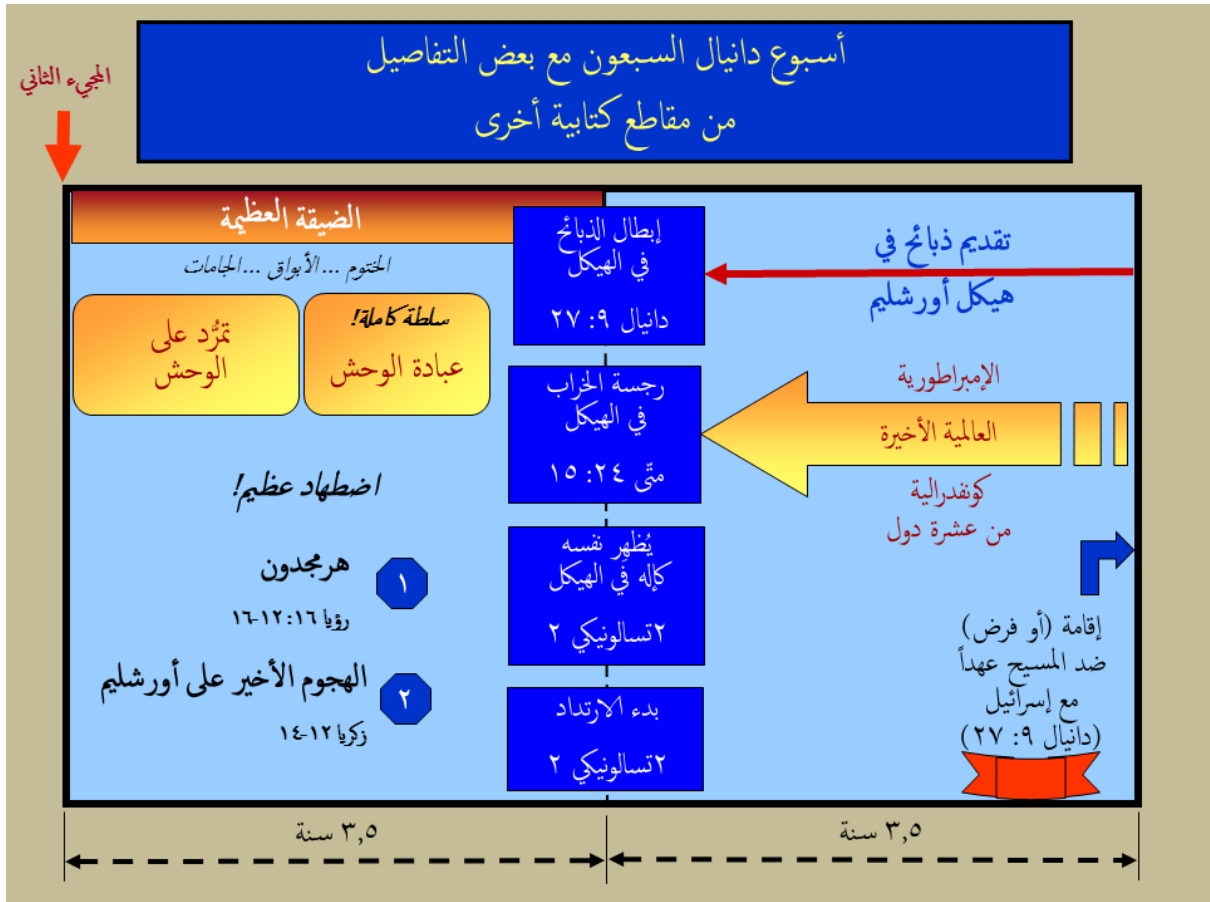 أسبوع دانيال السبعون مع بعض التفاصيل
من مقاطع كتابية أخرى
المجيء الثاني
تقديم ذبائح في
هيكل أورشليم
الإمبراطورية
العالمية الأخيرة
كونفدرالية
من عشرة دول
إقامة (أو فرض)
ضد المسيح عهداً
مع إسرائيل
(دانيال ٩: ٢٧)
إبطال الذبائح
في الهيكل
دانيال ٩: ٢٧
رجسة الخراب
في الهيكل
متّى ٢٤: ١٥
يُظهِر نفسه
كإله في الهيكل
٢تسالونيكي ٢
بدء الارتداد
٢تسالونيكي ٢
الضيقة العظيمة
الختوم ...الأبواق ...الجامات
سلطة كاملة!
عبادة الوحش
تمرُّد على
الوحش
اضطهاد عظيم!
١
هرمجدون
رؤيا ١٦: ١٢-١٦
٢
الهجوم الأخير على أورشليم
زكريا ١٢-١٤
٣,٥ سنة
٣,٥ سنة